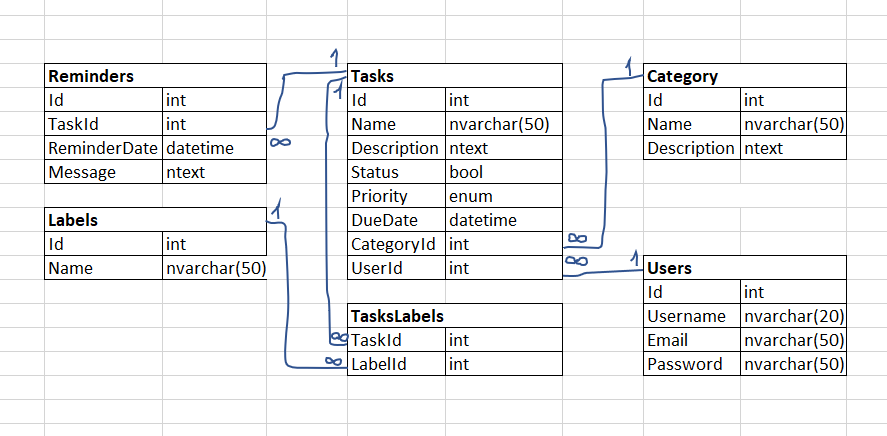 Reminders
Id int
TaskId int
ReminderDate datetime
Message ntext
Labels
Id int
Name nvarchar(50)
1
∞
1
1
Tasks
Id int
Name nvarchar(50)
Description ntext
Status bool
Priority enum
DueDate datetime
CategoryId int
UserId int
TasksLabels
∞ TaskId int
∞ LabelId int
1
∞
∞ 1
Category
Id int
Name nvarchar(50)
Description ntext
Users
Id int
Username nvarchar(20)
Email nvarchar(50)
Password nvarchar(50)